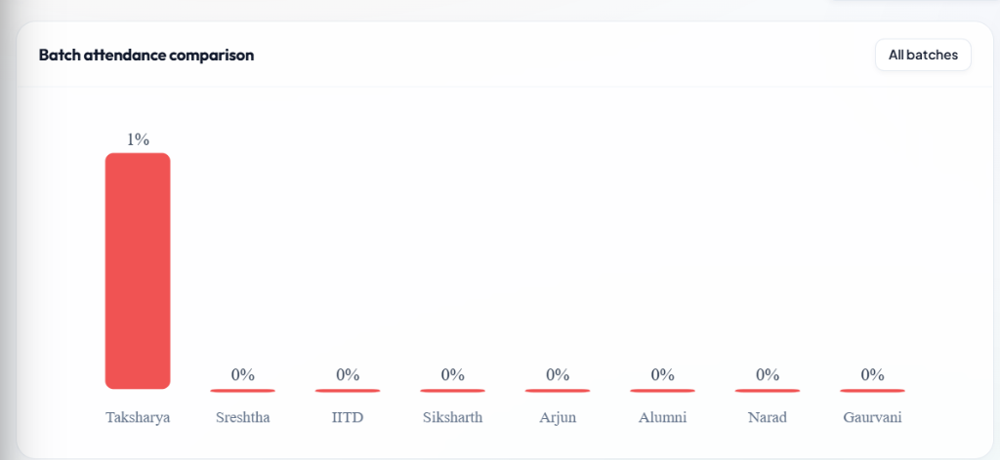 Batch attendance comparison
All batches
1%
0%
0%
0%
0%
0%
0%
0%
Taksharya
Sreshtha
IITD
Siksharth
Arjun
Alumni
Narad
Gaurvani